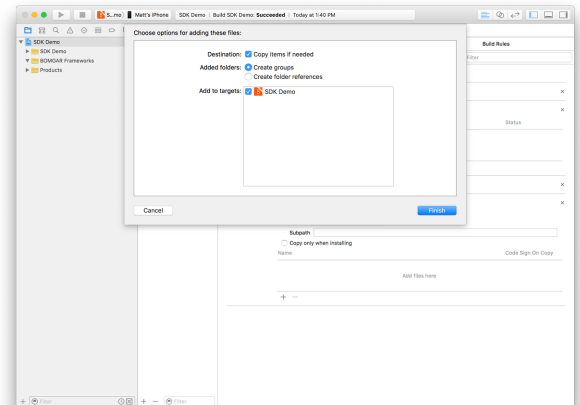 5...mo) Matt's iPhone SDK Demo | Build SDK Demo: Succeeded | Today at 1:40 PM
SDK Demo
SDK Demo
BOMGAR Frameworks
Products
Choose options for adding these files:
Destination: Copy items if needed
Added folders: Create groups
Create folder references
Add to targets: SDK Demo
Cancel Finish
Build Rules
Filter
Status
Subpath
Copy only when installing
Name Code Sign On Copy
Add files here
Filter Filter